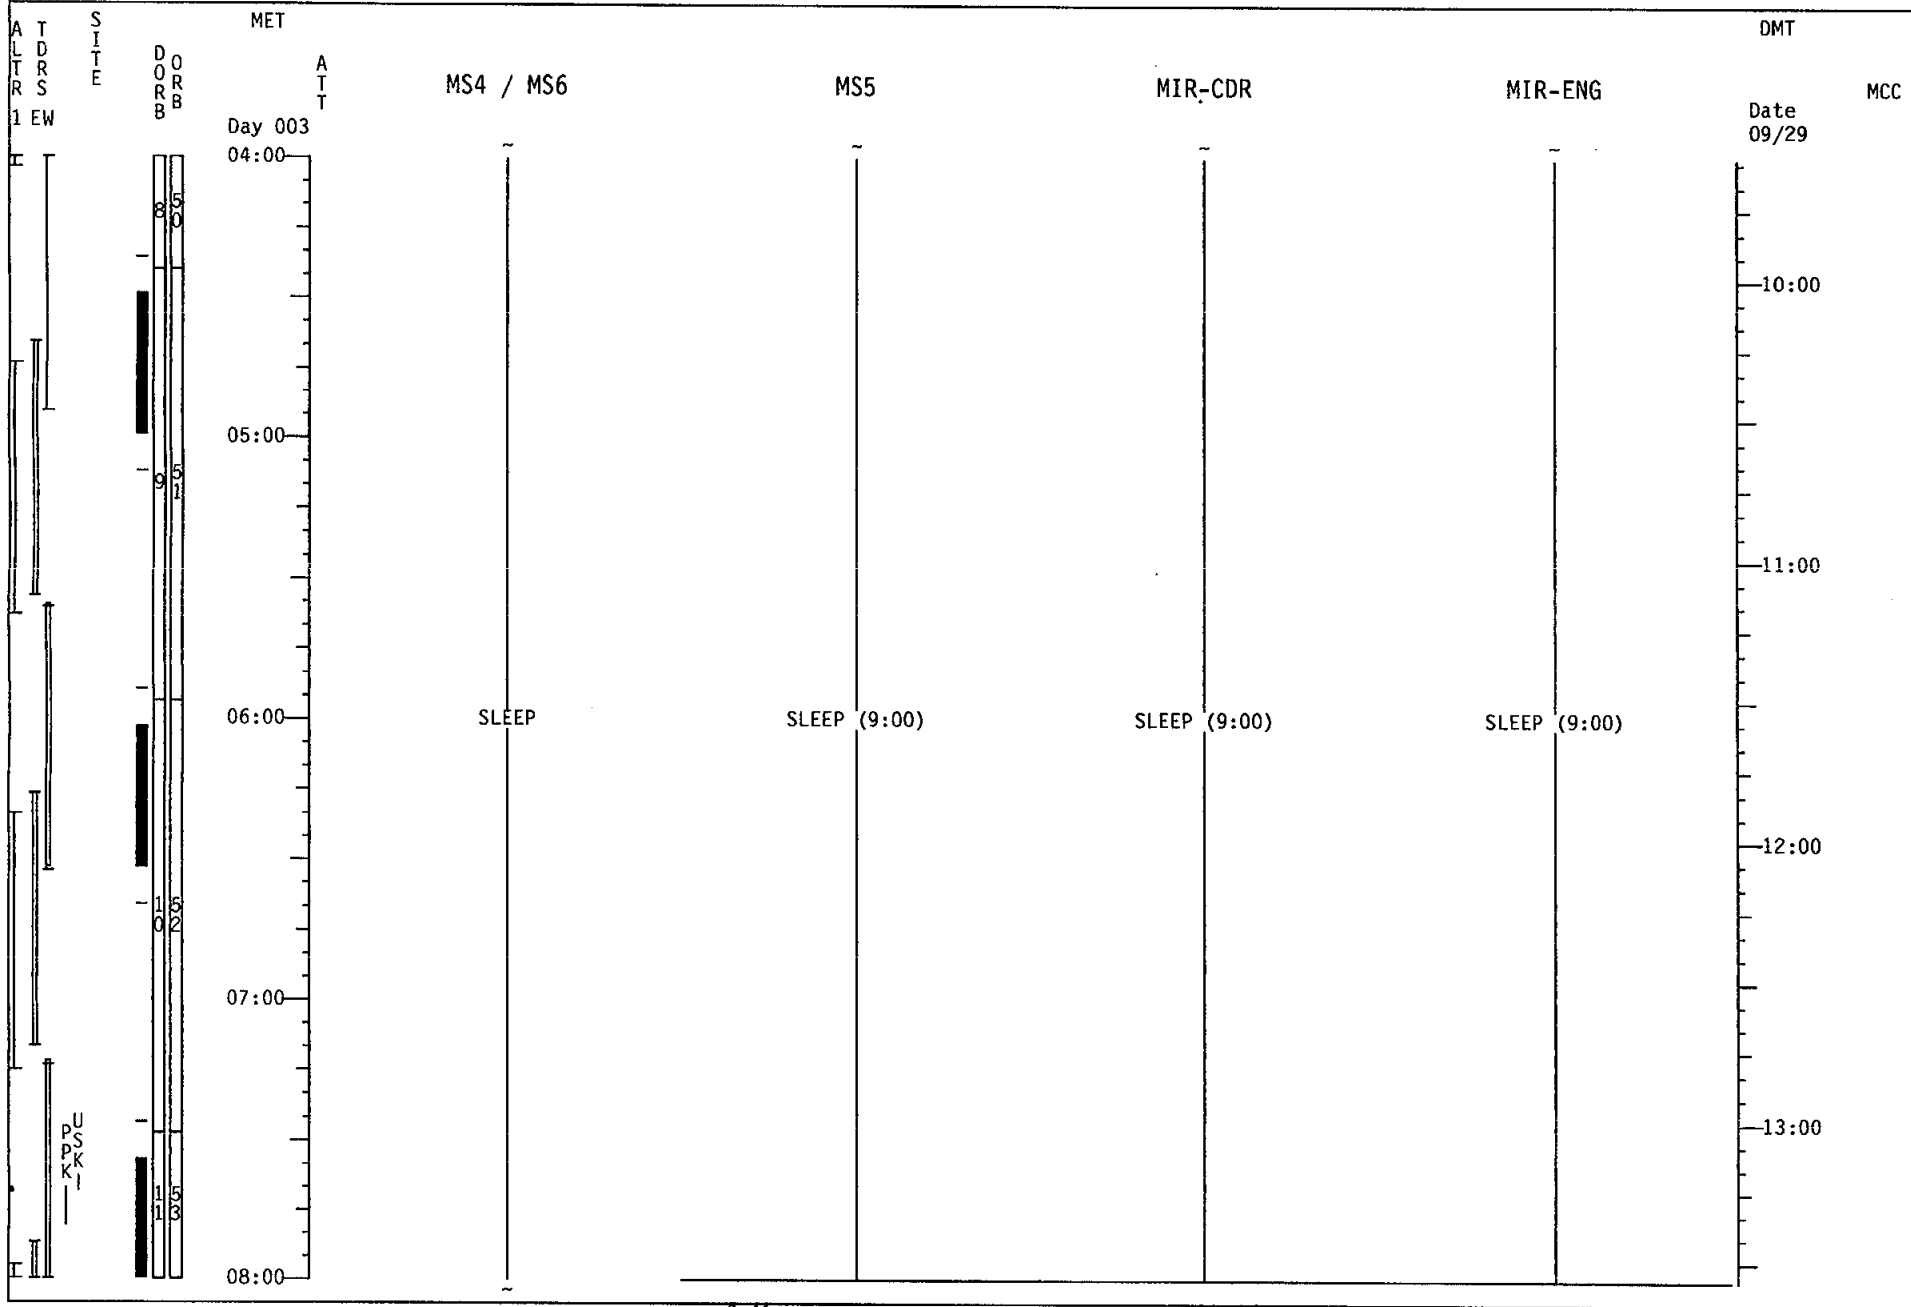 ALTR 1
TDRS EW
SITE
DORB
ORB
MET
ATT
MS4 / MS6
MS5
MIR-CDR
MIR-ENG
DMT
MCC
Day 003
Date
09/29
~ ~ ~ ~
04:00
8 50
10:00
05:00
9 51
11:00
06:00
SLEEP
SLEEP (9:00)
SLEEP (9:00)
SLEEP (9:00)
12:00
10 52
07:00
13:00
PPK
USK
11 53
08:00
~